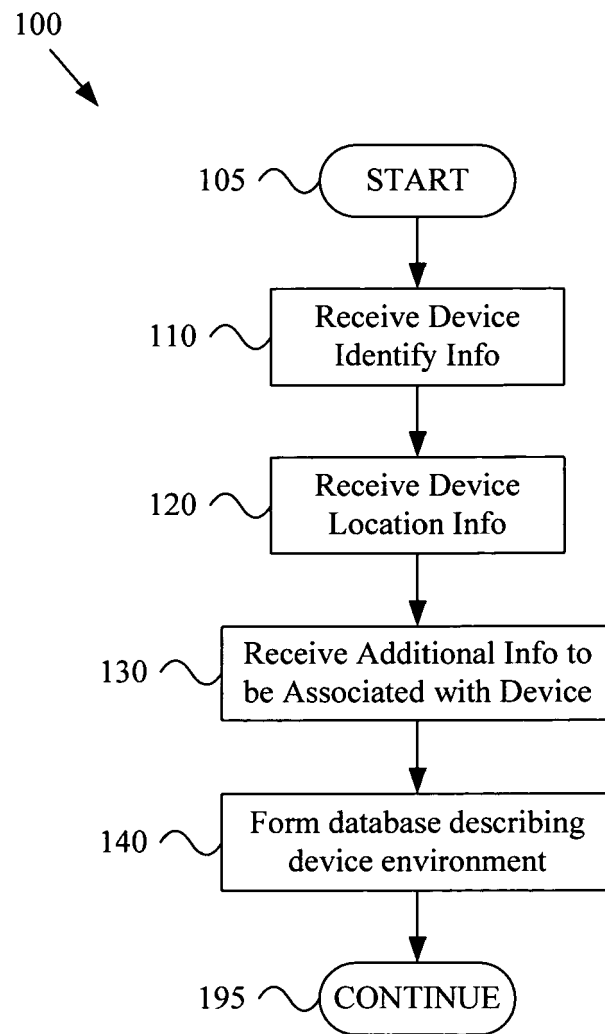 100
105
START
110
Receive Device
Identify Info
120
Receive Device
Location Info
130
Receive Additional Info to
be Associated with Device
140
Form database describing
device environment
195
CONTINUE